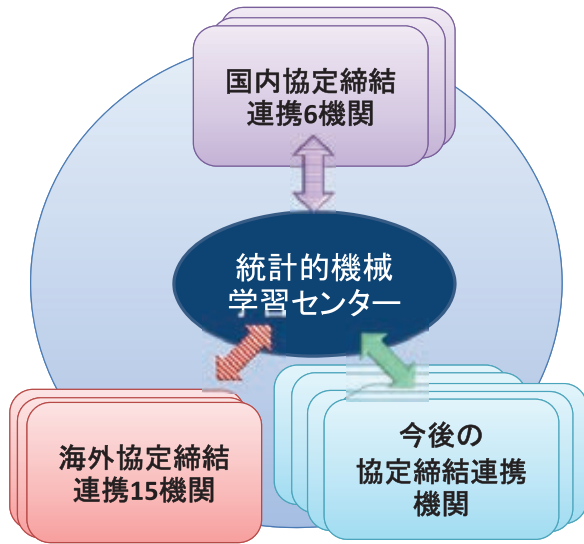 国内協定締結
連携6機関
統計的機械
学習センター
海外協定締結
連携15機関
今後の
協定締結連携
機関